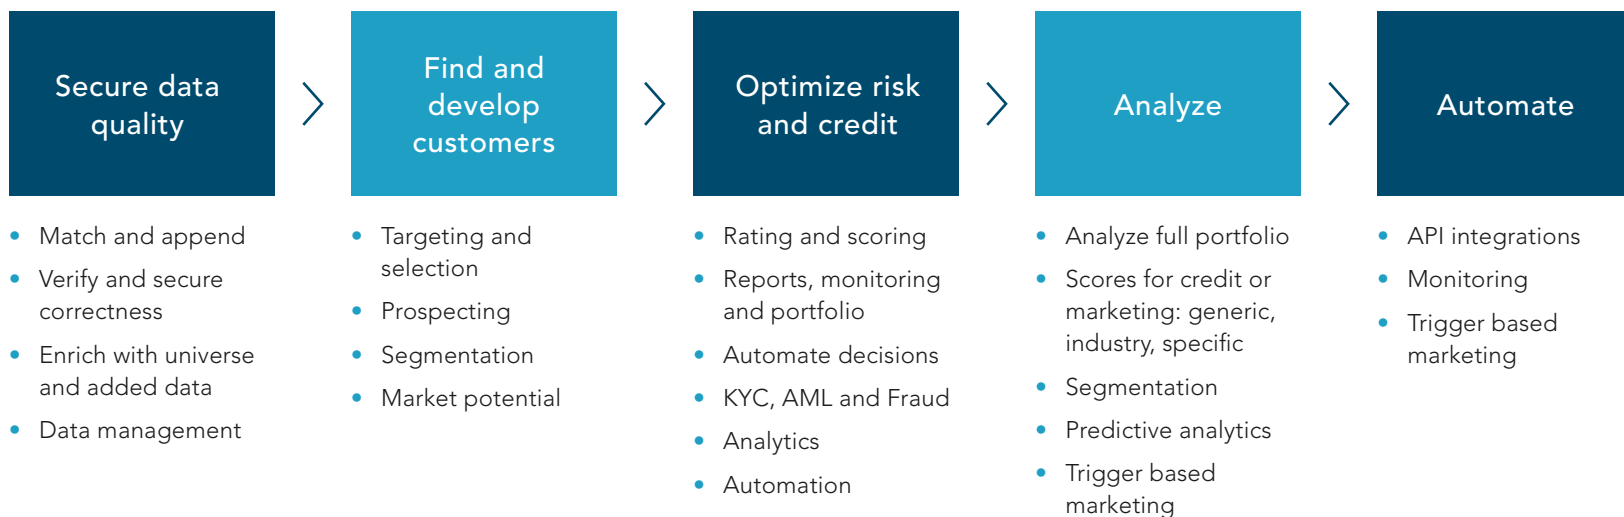 Secure data
quality
Find and
develop
customers
Optimize risk
and credit
Analyze
Automate
• Match and append
• Verify and secure
correctness
• Enrich with universe
and added data
• Data management
• Targeting and
selection
• Prospecting
• Segmentation
• Market potential
• Rating and scoring
• Reports, monitoring
and portfolio
• Automate decisions
• KYC, AML and Fraud
• Analytics
• Automation
• Analyze full portfolio
• Scores for credit or
marketing: generic,
industry, specific
• Segmentation
• Predictive analytics
• Trigger based
marketing
• API integrations
• Monitoring
• Trigger based
marketing